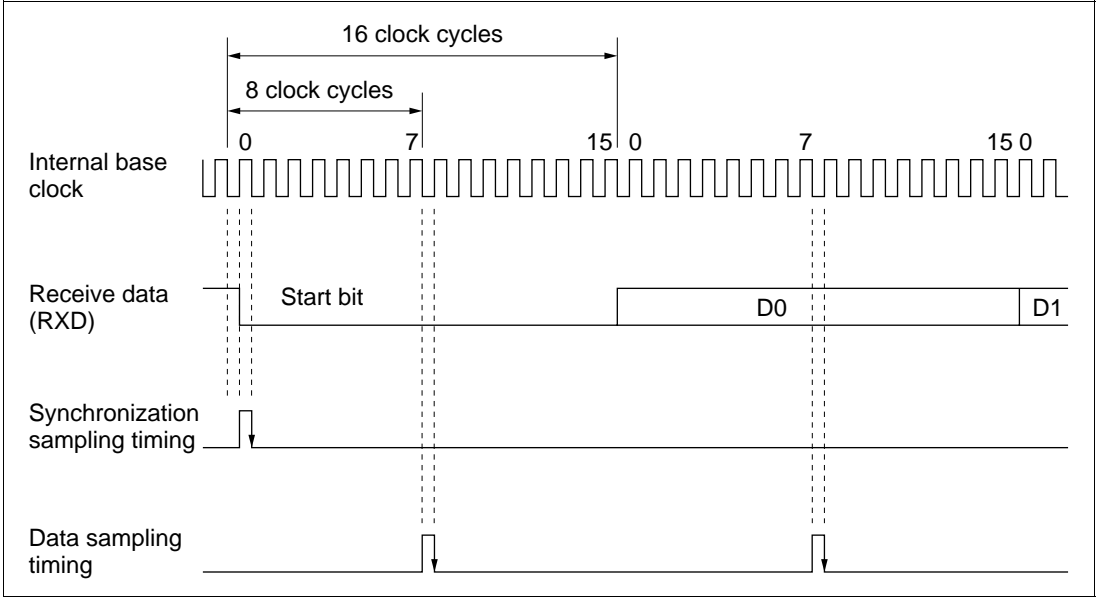 16 clock cycles
8 clock cycles
0 7 15 0 7 15 0
Internal base
clock
Receive data
(RXD)
Start bit
D0
D1
Synchronization
sampling timing
Data sampling
timing